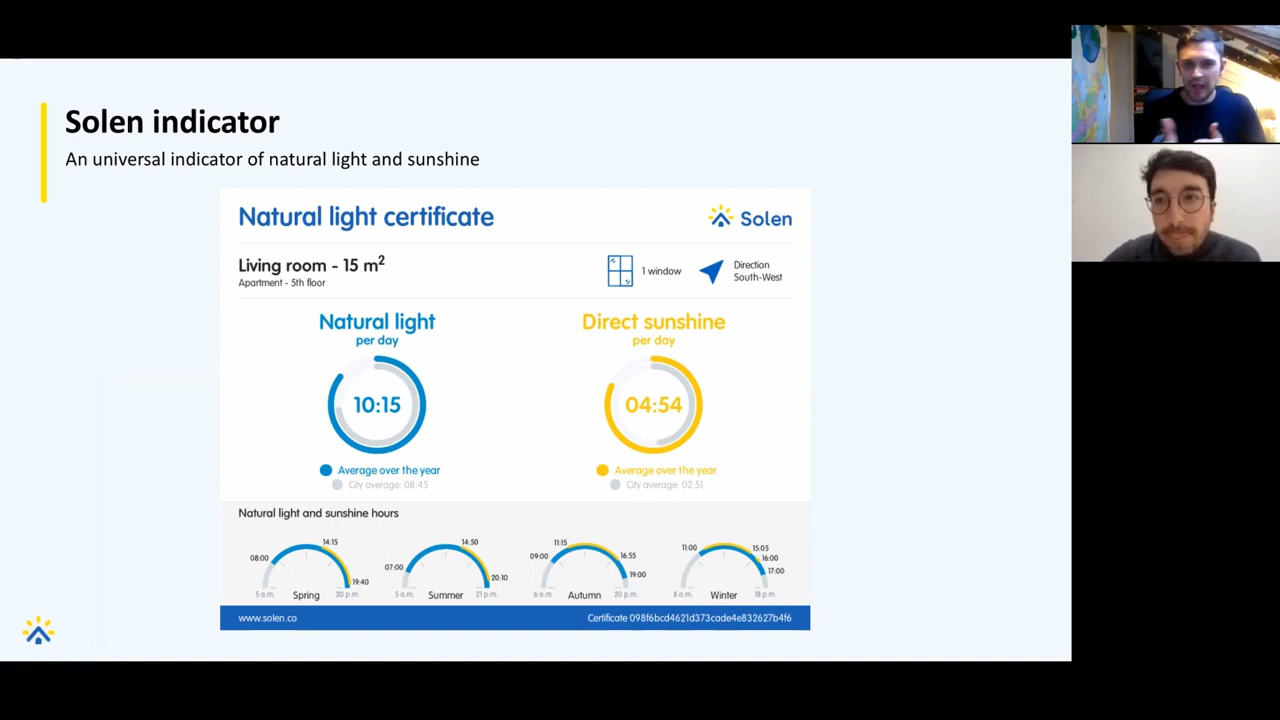 Solen indicator
An universal indicator of natural light and sunshine
Natural light certificate
Solen
Living room - 15 m²
Apartment - 5th floor
1 window
Direction
South-West
Natural light
per day
10:15
Average over the year
City average: 08:45
Direct sunshine
per day
04:54
Average over the year
City average: 02:51
Natural light and sunshine hours
08:00
14:15
19:40
5 a.m.
Spring
20 p.m.
07:00
14:50
20:10
5 a.m.
Summer
21 p.m.
09:00
11:15
16:55
19:00
6 a.m.
Autumn
20 p.m.
11:00
15:05
16:00
17:00
8 a.m.
Winter
18 p.m.
www.solen.co
Certificate 098f6bcd4621d373cade4e832627b4f6